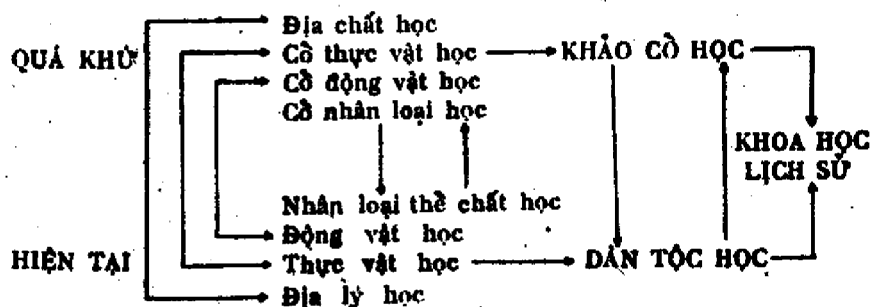 Địa chất học
QUÁ KHỨ Cổ thực vật học KHẢO CỔ HỌC
Cổ động vật học
Cổ nhân loại học
KHOA HỌC
LỊCH SỬ
Nhân loại thể chất học
Động vật học
HIỆN TẠI Thực vật học DÂN TỘC HỌC
Địa lý học